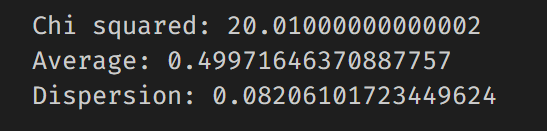 Chi squared: 20.01000000000002
Average: 0.49971646370887757
Dispersion: 0.08206101723449624